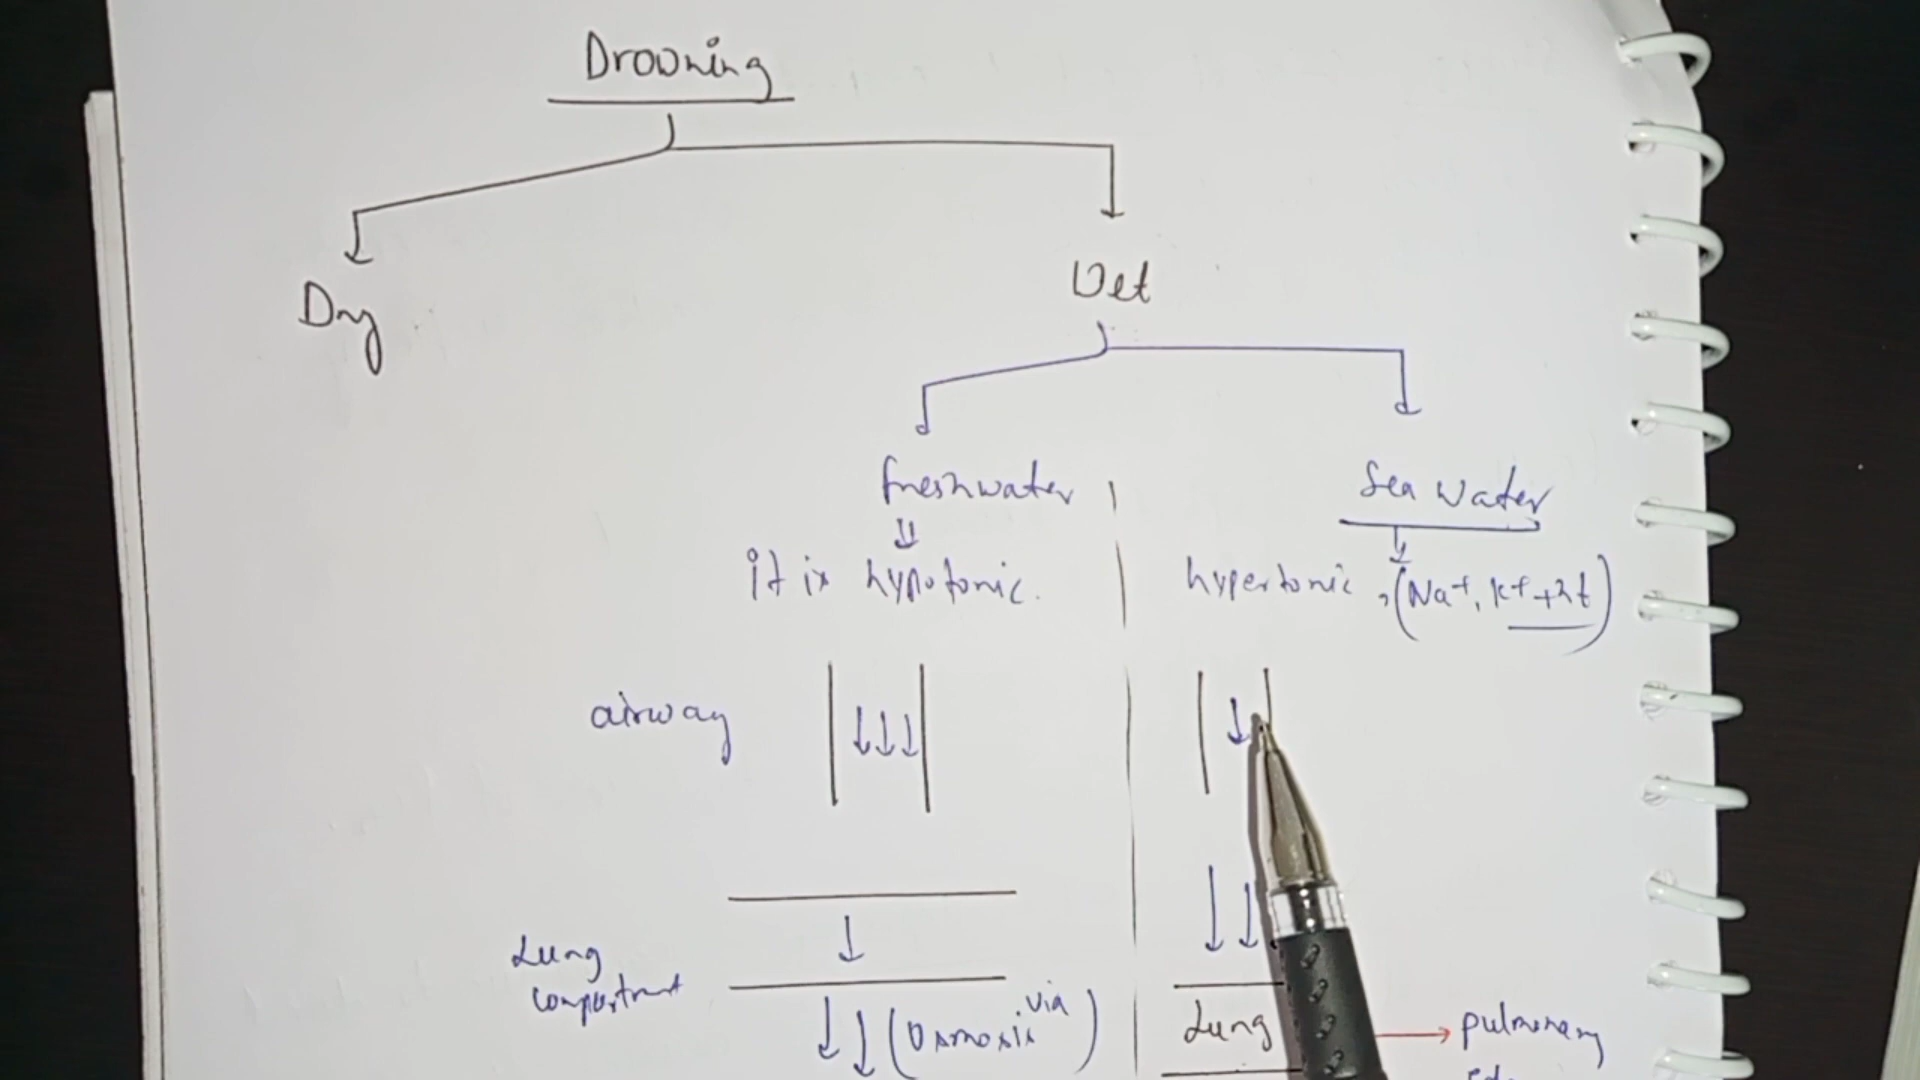 Drowning
Dry
Wet
freshwater
Sea Water
it is hypotonic.
hypertonic, (Na+, K+
airway
Lung
compartment
(Osmosis via)
Lung
pulmonary